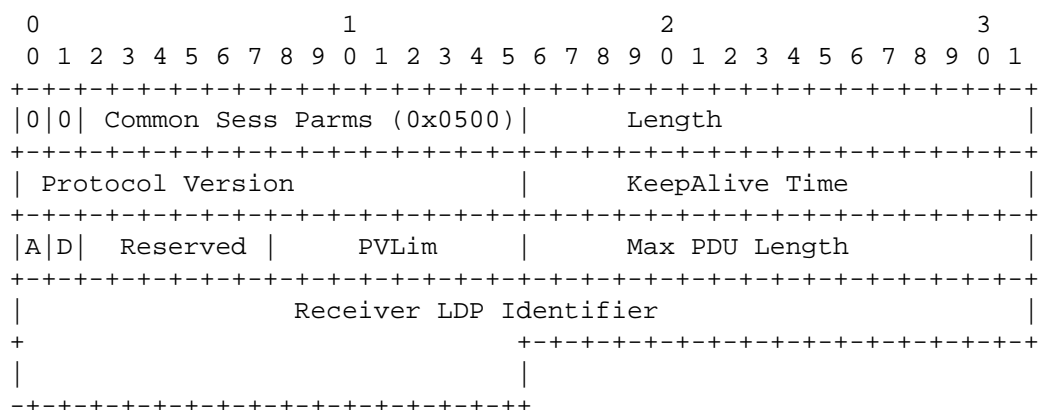 0                   1                   2                   3
0 1 2 3 4 5 6 7 8 9 0 1 2 3 4 5 6 7 8 9 0 1 2 3 4 5 6 7 8 9 0 1
+-+-+-+-+-+-+-+-+-+-+-+-+-+-+-+-+-+-+-+-+-+-+-+-+-+-+-+-+-+-+-+-+
|0|0| Common Sess Parms (0x0500)|      Length                   |
+-+-+-+-+-+-+-+-+-+-+-+-+-+-+-+-+-+-+-+-+-+-+-+-+-+-+-+-+-+-+-+-+
| Protocol Version              |      KeepAlive Time           |
+-+-+-+-+-+-+-+-+-+-+-+-+-+-+-+-+-+-+-+-+-+-+-+-+-+-+-+-+-+-+-+-+
|A|D|  Reserved |     PVLim     |      Max PDU Length           |
+-+-+-+-+-+-+-+-+-+-+-+-+-+-+-+-+-+-+-+-+-+-+-+-+-+-+-+-+-+-+-+-+
|                 Receiver LDP Identifier                       |
+                               +-+-+-+-+-+-+-+-+-+-+-+-+-+-+-+-+
|                               |
-+-+-+-+-+-+-+-+-+-+-+-+-+-+-+-++